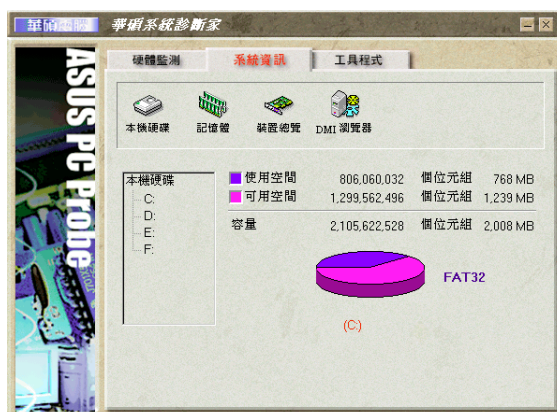 華碩電腦 華碩系統診斷家
ASUS PC Probe
硬體監測 系統資訊 工具程式
本機硬碟 記憶體 裝置總覽 DMI 瀏覽器
本機硬碟
C:
D:
E:
F:
使用空間 806,060,032 個位元組 768 MB
可用空間 1,299,562,496 個位元組 1,239 MB
容量 2,105,622,528 個位元組 2,008 MB
FAT32
(C:)